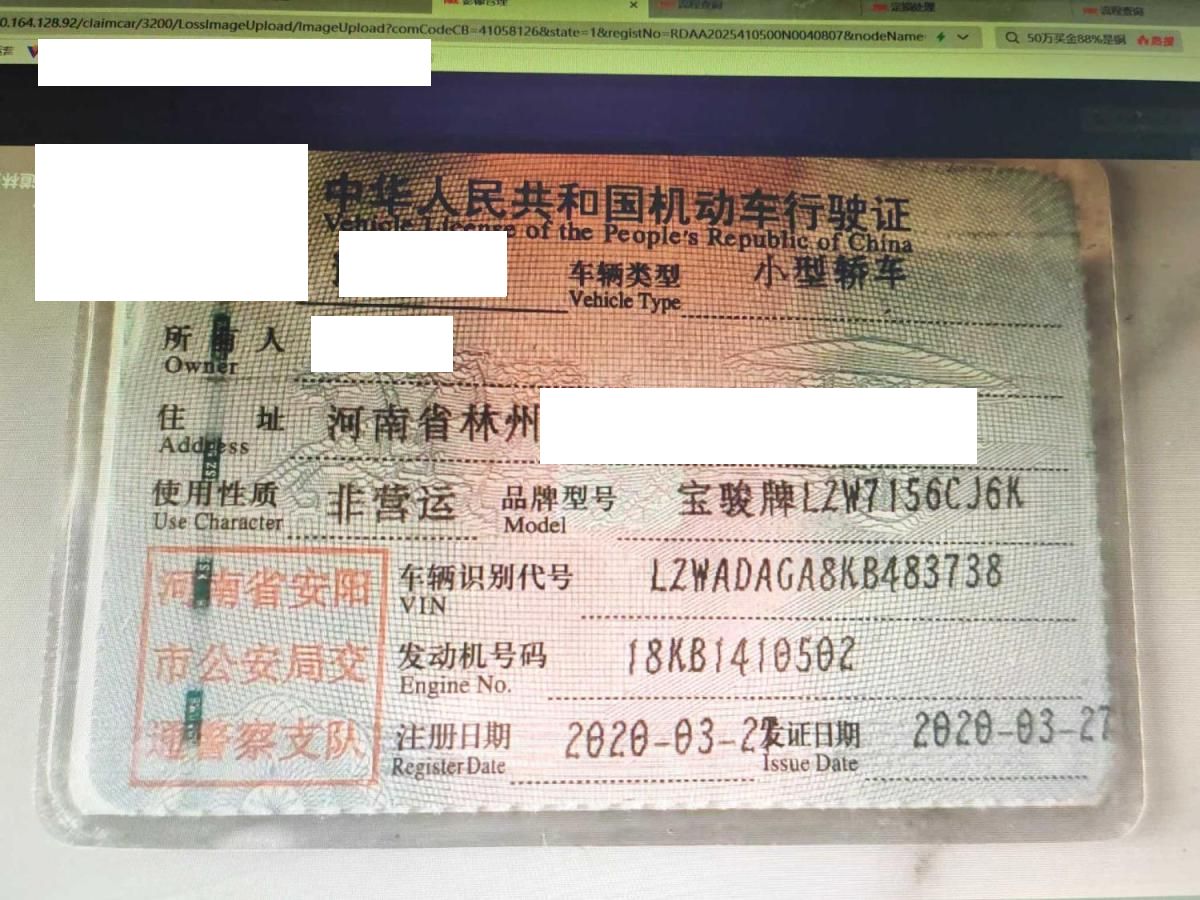 0.164.128.92/claimcar/3200/LossImageUpload/ImageUpload?comCodeCB=41058126&state=1&registNo=RDAA2025410500N0040807&nodeName
50万买金88%是铜 热搜
中华人民共和国机动车行驶证
Vehicle License of the People's Republic of China
车辆类型 小型轿车
Vehicle Type
所有人
Owner
住址 河南省林州
Address
使用性质 非营运 品牌型号 宝骏牌LZW7156CJ6K
Use Character Model
河南省安阳
市公安局交
通警察支队
车辆识别代号 LZWADAGA8KB483738
VIN
发动机号码 18KB1410502
Engine No.
注册日期 2020-03-27 发证日期 2020-03-27
Register Date Issue Date